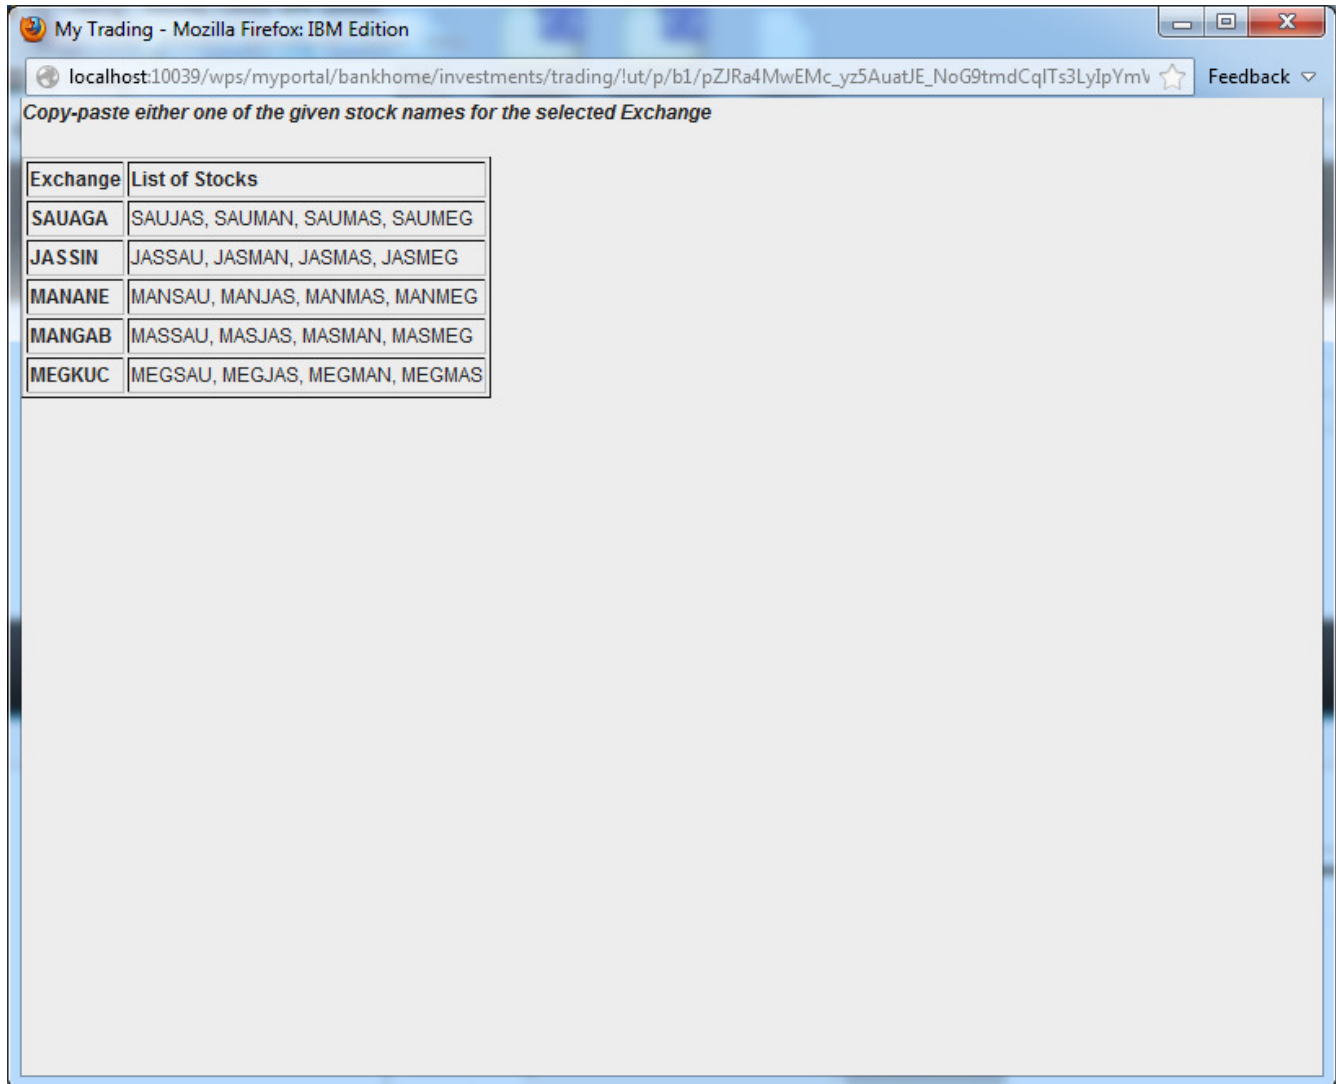 My Trading - Mozilla Firefox: IBM Edition
localhost:10039/wps/myportal/bankhome/investments/trading/!ut/p/b1/pZJRa4MwEMc_yz5AuatJE_NoG9tmdCqITs3LyIpYmV Feedback
Copy-paste either one of the given stock names for the selected Exchange
Exchange List of Stocks
SAUAGA SAUJAS, SAUMAN, SAUMAS, SAUMEG
JASSIN JASSAU, JASMAN, JASMAS, JASMEG
MANANE MANSAU, MANJAS, MANMAS, MANMEG
MANGAB MASSAU, MASJAS, MASMAN, MASMEG
MEGKUC MEGSAU, MEGJAS, MEGMAN, MEGMAS